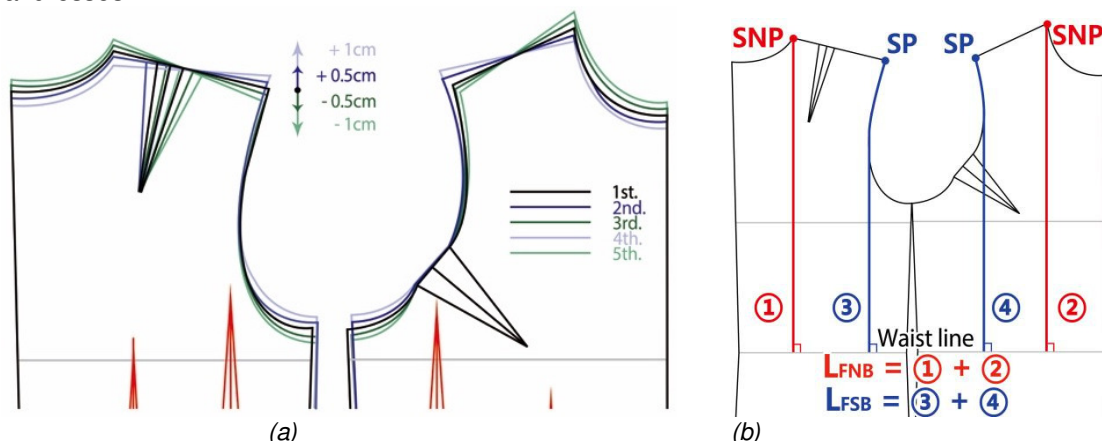 + 1cm
+ 0.5cm
- 0.5cm
- 1cm
1st.
2nd.
3rd.
4th.
5th.
(a)
SNP
SP
SP
SNP
①
③
④
②
Waist line
LFNB = ① + ②
LFSB = ③ + ④
(b)